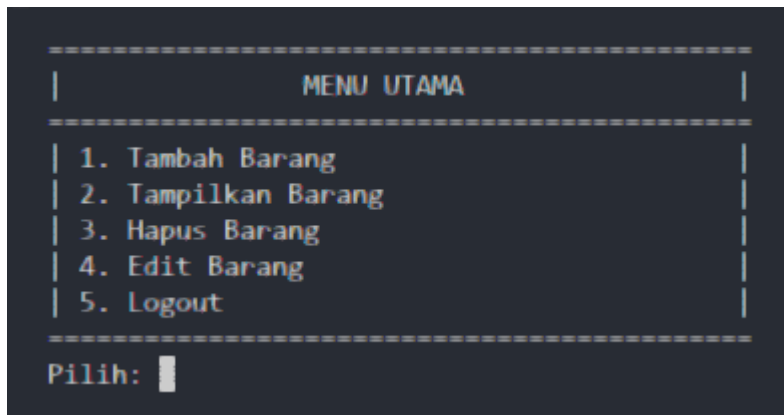 ============================================
| MENU UTAMA |
============================================
| 1. Tambah Barang |
| 2. Tampilkan Barang |
| 3. Hapus Barang |
| 4. Edit Barang |
| 5. Logout |
============================================
Pilih: